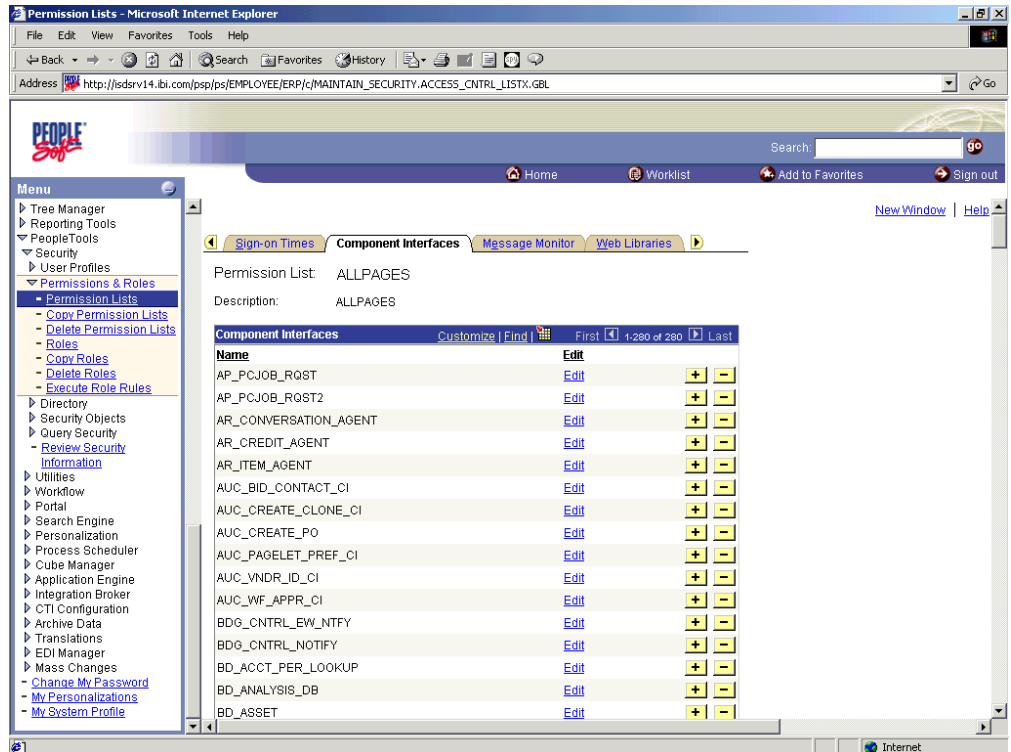 Permission Lists - Microsoft Internet Explorer
File Edit View Favorites Tools Help
Back Search Favorites History
Address http://isdsrv14.ibi.com/psp/ps/EMPLOYEE/ERP/c/MAINTAIN_SECURITY.ACCESS_CNTRL_LISTX.GBL Go
PEOPLE
Soft
Search: go
Home Worklist Add to Favorites Sign out
Menu
Tree Manager
Reporting Tools
PeopleTools
Security
User Profiles
Permissions & Roles
Permission Lists
Copy Permission Lists
Delete Permission Lists
Roles
Copy Roles
Delete Roles
Execute Role Rules
Directory
Security Objects
Query Security
Review Security
Information
Utilities
Workflow
Portal
Search Engine
Personalization
Process Scheduler
Cube Manager
Application Engine
Integration Broker
CTI Configuration
Archive Data
Translations
EDI Manager
Mass Changes
Change My Password
My Personalizations
My System Profile
New Window | Help
Sign-on Times Component Interfaces Message Monitor Web Libraries
Permission List: ALLPAGES
Description: ALLPAGES
Component Interfaces Customize | Find | First 1-280 of 280 Last
Name Edit
AP_PCJOB_RQST Edit + -
AP_PCJOB_RQST2 Edit + -
AR_CONVERSATION_AGENT Edit + -
AR_CREDIT_AGENT Edit + -
AR_ITEM_AGENT Edit + -
AUC_BID_CONTACT_CI Edit + -
AUC_CREATE_CLONE_CI Edit + -
AUC_CREATE_PO Edit + -
AUC_PAGELET_PREF_CI Edit + -
AUC_VNDR_ID_CI Edit + -
AUC_WF_APPR_CI Edit + -
BDG_CNTRL_EW_NTFY Edit + -
BDG_CNTRL_NOTIFY Edit + -
BD_ACCT_PER_LOOKUP Edit + -
BD_ANALYSIS_DB Edit + -
BD_ASSET Edit + -
Internet